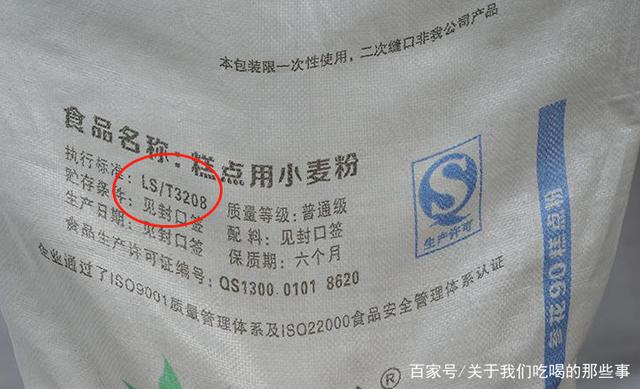 本包装限一次性使用，二次缝口非我公司产品
食品名称：糕点用小麦粉
执行标准：LS/T3208
贮存条件：见封口签 质量等级：普通级
生产日期：见封口签 配料：见封口签
保质期：六个月
食品生产许可证编号：QS1300 0101 8620
企业通过了ISO9001质量管理体系及ISO22000食品安全管理体系认证
生产许可
参花90糕点粉
®
百家号/关于我们吃喝的那些事